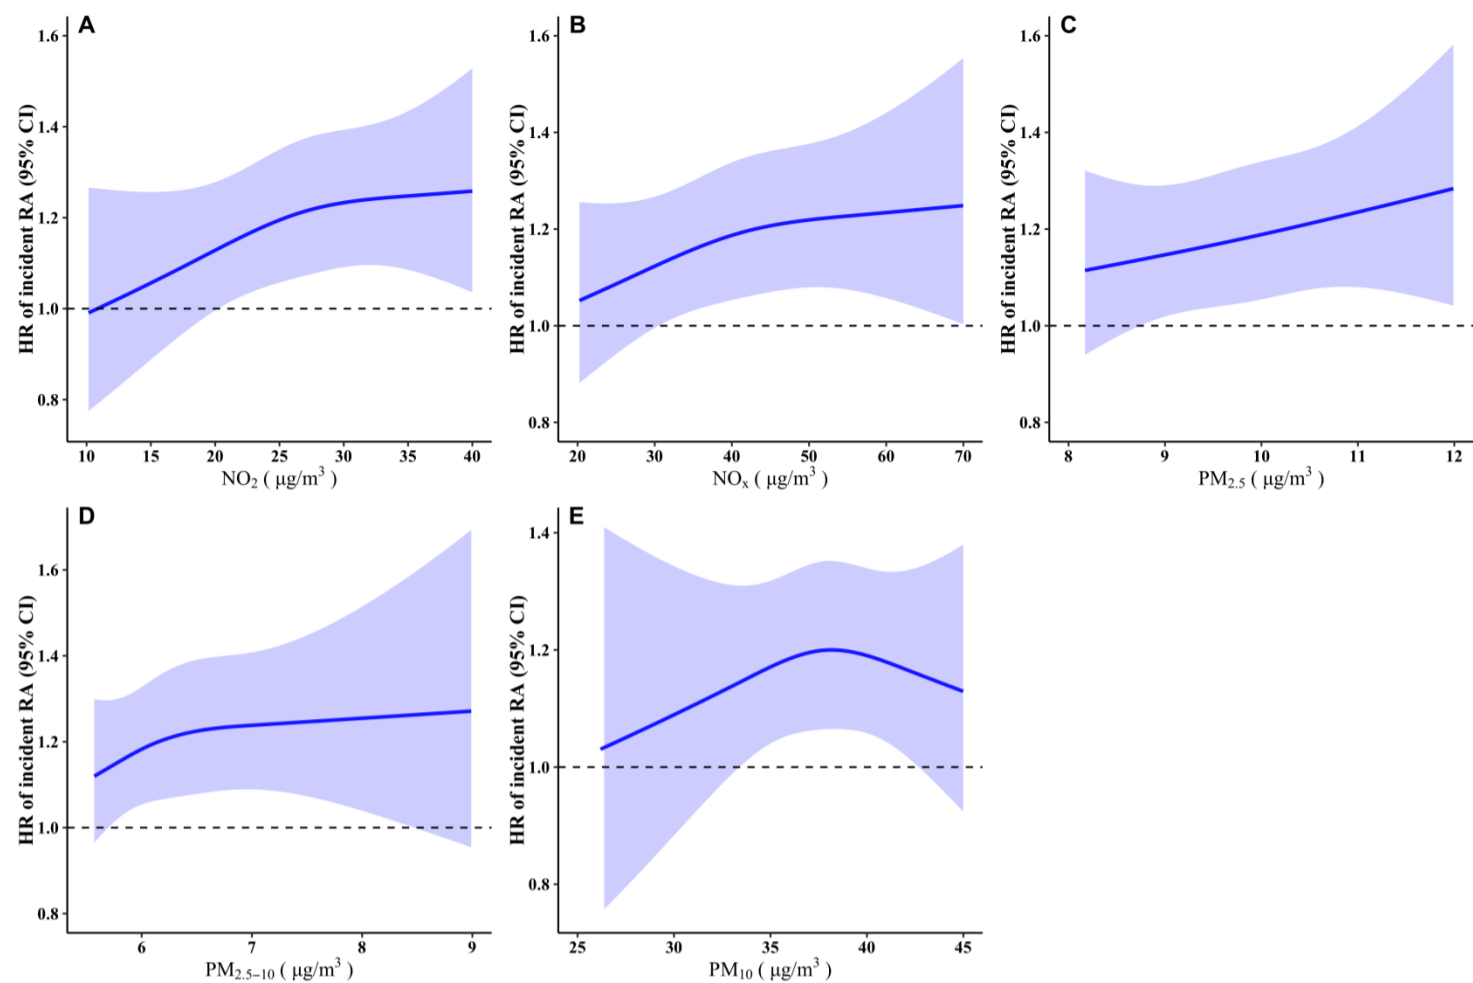 A
HR of incident RA (95% CI)
1.6
1.4
1.2
1.0
0.8
10 15 20 25 30 35 40
NO₂ ( μg/m³ )
B
HR of incident RA (95% CI)
1.6
1.4
1.2
1.0
0.8
20 30 40 50 60 70
NOₓ ( μg/m³ )
C
HR of incident RA (95% CI)
1.6
1.4
1.2
1.0
0.8
8 9 10 11 12
PM₂.₅ ( μg/m³ )
D
HR of incident RA (95% CI)
1.6
1.4
1.2
1.0
0.8
6 7 8 9
PM₂.₅₋₁₀ ( μg/m³ )
E
HR of incident RA (95% CI)
1.4
1.2
1.0
0.8
25 30 35 40 45
PM₁₀ ( μg/m³ )